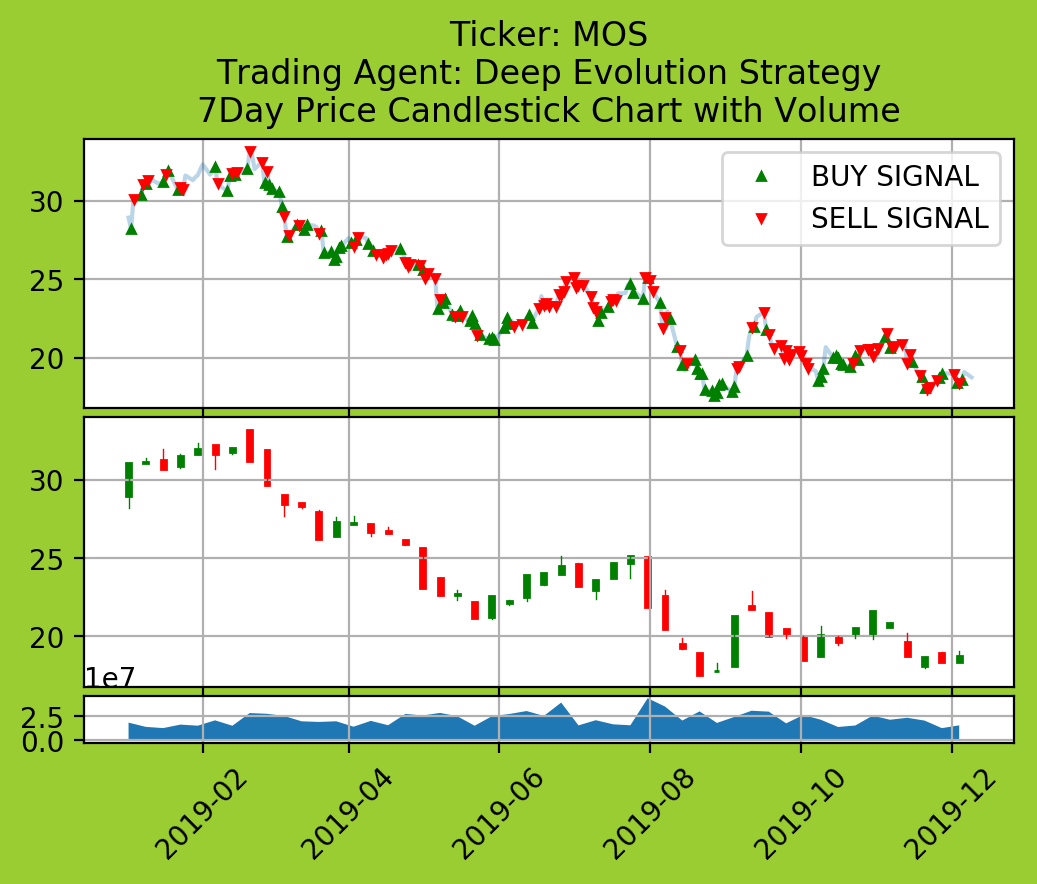 Ticker: MOS
Trading Agent: Deep Evolution Strategy
7Day Price Candlestick Chart with Volume
BUY SIGNAL
SELL SIGNAL
30
25
20
30
25
20
1e7
2.5
0.0
2019-02
2019-04
2019-06
2019-08
2019-10
2019-12